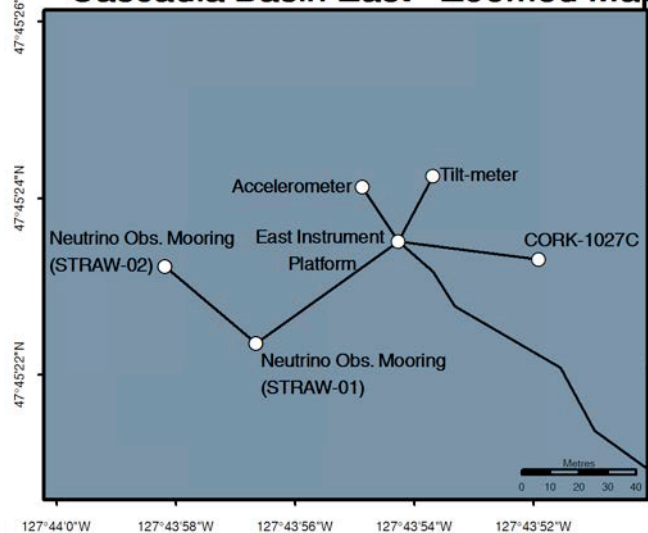 Cascadia Basin East - Zoomed Map
47°45'26"
47°45'24"N
47°45'22"N
Accelerometer
Tilt-meter
Neutrino Obs. Mooring
(STRAW-02)
East Instrument
Platform
CORK-1027C
Neutrino Obs. Mooring
(STRAW-01)
Metres
0 10 20 30 40
127°44'0"W 127°43'58"W 127°43'56"W 127°43'54"W 127°43'52"W